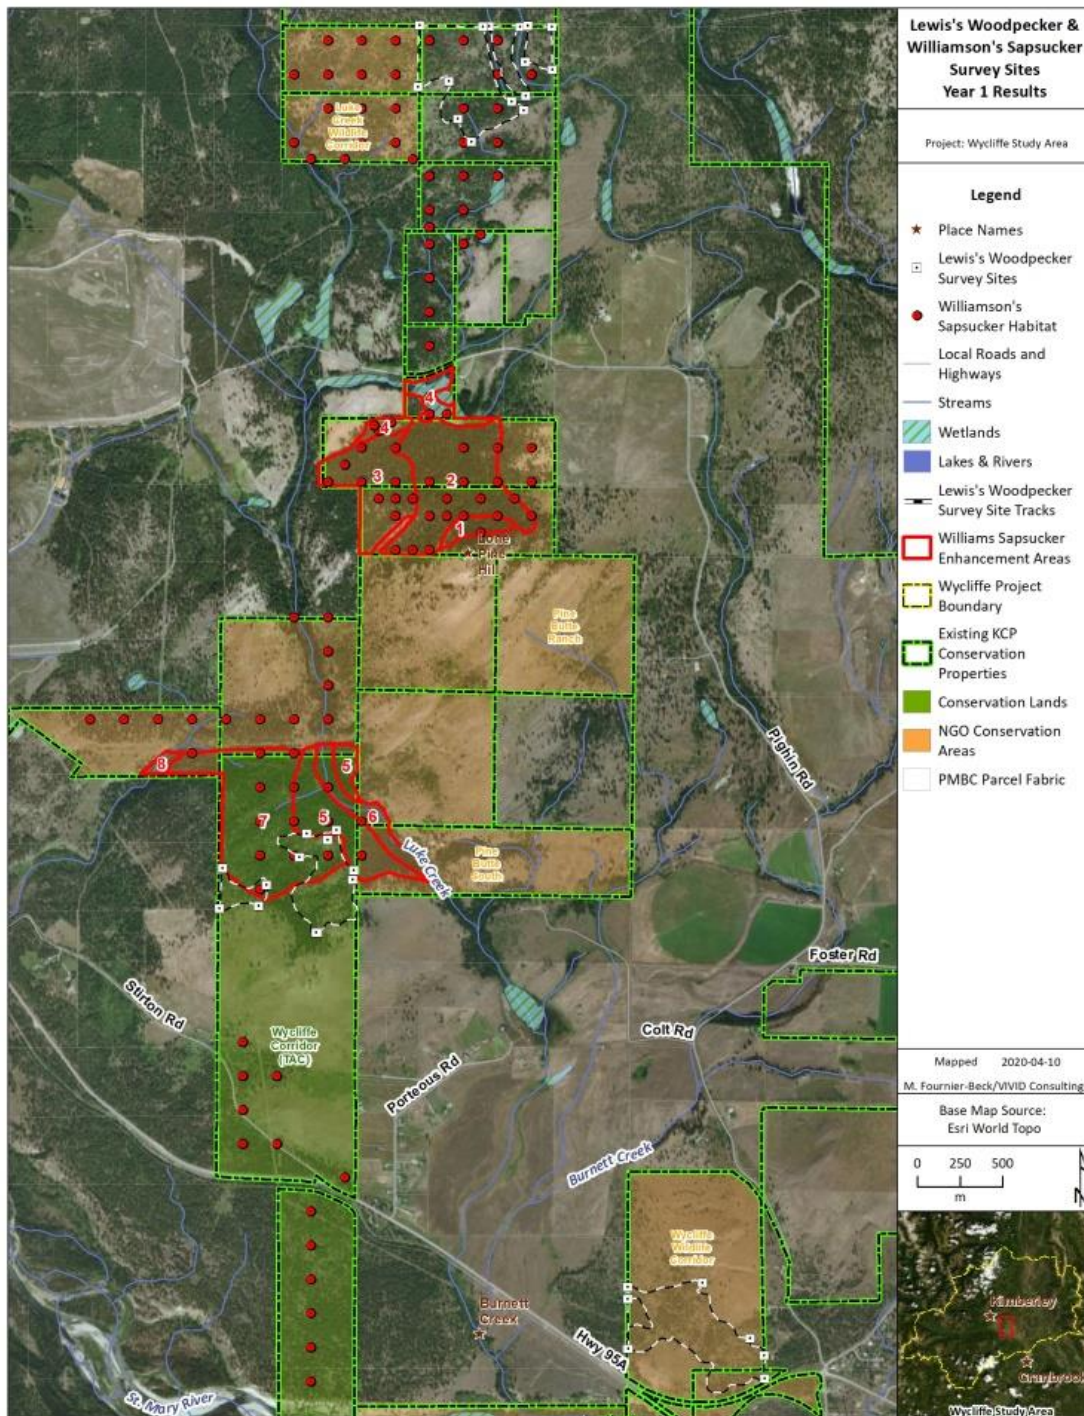 Lewis's Woodpecker &
Williamson's Sapsucker
Survey Sites
Year 1 Results
Project: Wycliffe Study Area
Legend
Place Names
Lewis's Woodpecker
Survey Sites
Williamson's
Sapsucker Habitat
Local Roads and
Highways
Streams
Wetlands
Lakes & Rivers
Lewis's Woodpecker
Survey Site Tracks
Williams Sapsucker
Enhancement Areas
Wycliffe Project
Boundary
Existing KCP
Conservation
Properties
Conservation Lands
NGO Conservation
Areas
PMBC Parcel Fabric
Mapped 2020-04-10
M. Fournier-Beck/VIVID Consulting
Base Map Source:
Esri World Topo
0 250 500
m
N
Kimberley
Cranbrook
Wycliffe Study Area
Luke
Creek
Wildlife
Corridor
4
4
3
2
1
Lone
Pine
Hill
Pine
Butte
Ranch
Pighin Rd
8
5
7
5
6
Luke Creek
Pine
Butte
South
Foster Rd
Stirton Rd
Colt Rd
Wycliffe
Corridor
(TAC)
Porteous Rd
Burnett Creek
Wycliffe
Wildlife
Corridor
Burnett
Creek
Hwy 95A
St. Mary River